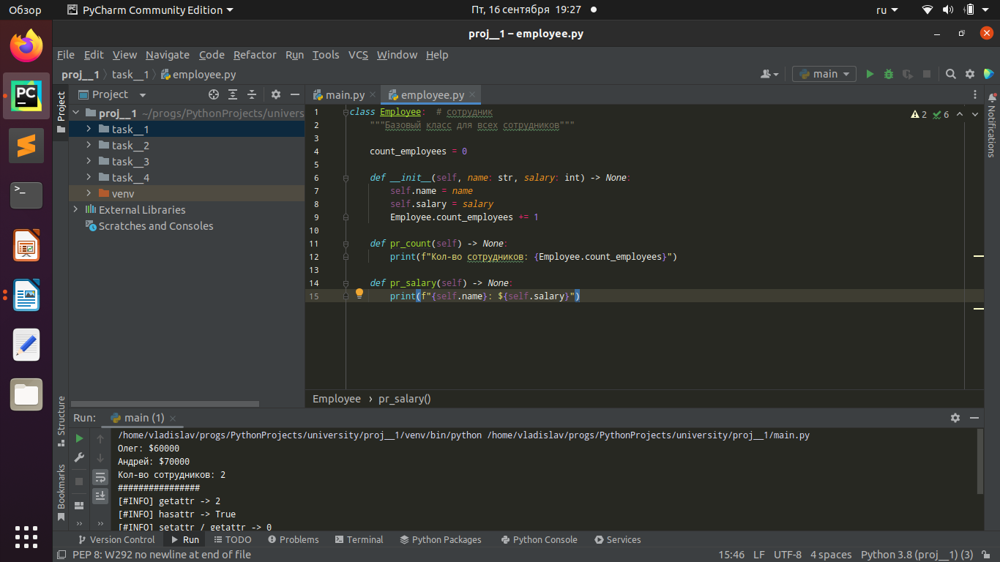 Обзор PyCharm Community Edition Пт, 16 сентября 19:27 ru
proj__1 – employee.py
File Edit View Navigate Code Refactor Run Tools VCS Window Help
proj__1 task__1 employee.py main
Project
Project
proj__1 ~/progs/PythonProjects/univers
task__1
task__2
task__3
task__4
venv
External Libraries
Scratches and Consoles
Structure
Bookmarks
main.py employee.py
2 6
1 class Employee: # сотрудник
2 """Базовый класс для всех сотрудников"""
3
4 count_employees = 0
5
6 def __init__(self, name: str, salary: int) -> None:
7 self.name = name
8 self.salary = salary
9 Employee.count_employees += 1
10
11 def pr_count(self) -> None:
12 print(f"Кол-во сотрудников: {Employee.count_employees}")
13
14 def pr_salary(self) -> None:
15 print(f"{self.name}: ${self.salary}")
Employee › pr_salary()
Notifications
Run: main (1)
/home/vladislav/progs/PythonProjects/university/proj__1/venv/bin/python /home/vladislav/progs/PythonProjects/university/proj__1/main.py
Олег: $60000
Андрей: $70000
Кол-во сотрудников: 2
################
[#INFO] getattr -> 2
[#INFO] hasattr -> True
[#INFO] setattr / getattr -> 0
Version Control Run TODO Problems Terminal Python Packages Python Console Services
PEP 8: W292 no newline at end of file 15:46 LF UTF-8 4 spaces Python 3.8 (proj__1) (3)